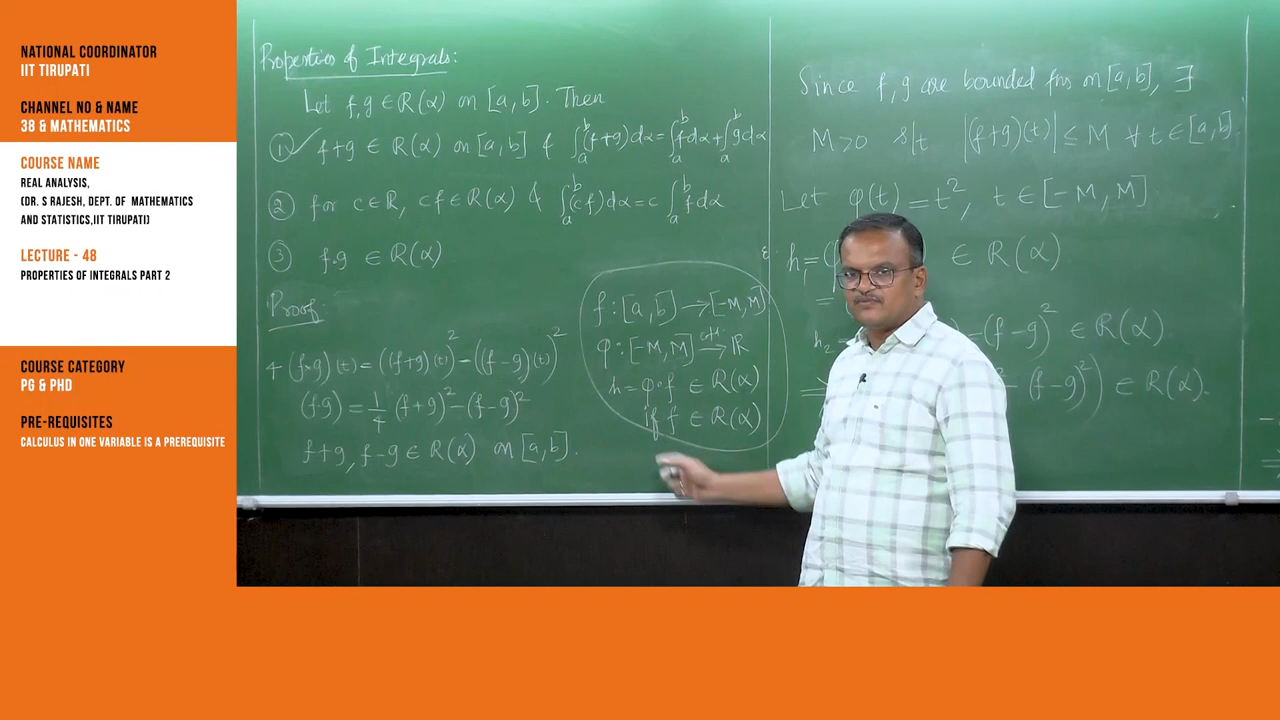 NATIONAL COORDINATOR
IIT TIRUPATI
CHANNEL NO & NAME
38 & MATHEMATICS
COURSE NAME
REAL ANALYSIS,
(DR. S RAJESH, DEPT. OF MATHEMATICS
AND STATISTICS,IIT TIRUPATI)
LECTURE - 48
PROPERTIES OF INTEGRALS PART 2
COURSE CATEGORY
PG & PHD
PRE-REQUISITES
CALCULUS IN ONE VARIABLE IS A PREREQUISITE
Properties of Integrals:
Let f,g ∈ R(α) on [a,b]. Then
① ✓ f+g ∈ R(α) on [a,b] & ∫_a^b (f+g)dα = ∫_a^b f dα + ∫_a^b g dα
② for c∈R, cf∈R(α) & ∫_a^b (cf)dα = c ∫_a^b f dα
③ f.g ∈ R(α)
Proof:
4(f.g)(t) = ((f+g)(t))^2 - ((f-g)(t))^2
(f.g) = 1/4 (f+g)^2 - (f-g)^2
f+g, f-g ∈ R(α) on [a,b].
f : [a,b] → [-M,M]
φ : [-M,M] → ℝ
h = φ∘f ∈ R(α)
if f ∈ R(α)
Since f,g are bounded fns on [a,b], ∃
M>0 s|t |(f+g)(t)| ≤ M ∀ t ∈ [a,b].
Let φ(t) = t^2, t ∈ [-M, M]
h_1 = ( ∈ R(α)
=
h_2 = (f-g)^2 ∈ R(α)
(f-g)^2) ∈ R(α).